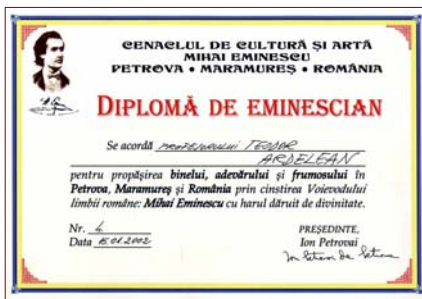 CENACLUL DE CULTURĂ ȘI ARTĂ
MIHAI EMINESCU
PETROVA • MARAMUREȘ • ROMÂNIA
DIPLOMĂ DE EMINESCIAN
Se acordă PROFESORULUI TEODOR
ARDELEAN
pentru propășirea binelui, adevărului și frumosului în
Petrova, Maramureș și România prin cinstirea Voievodului
limbii române: Mihai Eminescu cu harul dăruit de divinitate.
Nr. 4
Data 15.01.2002
PREȘEDINTE,
Ion Petrovai